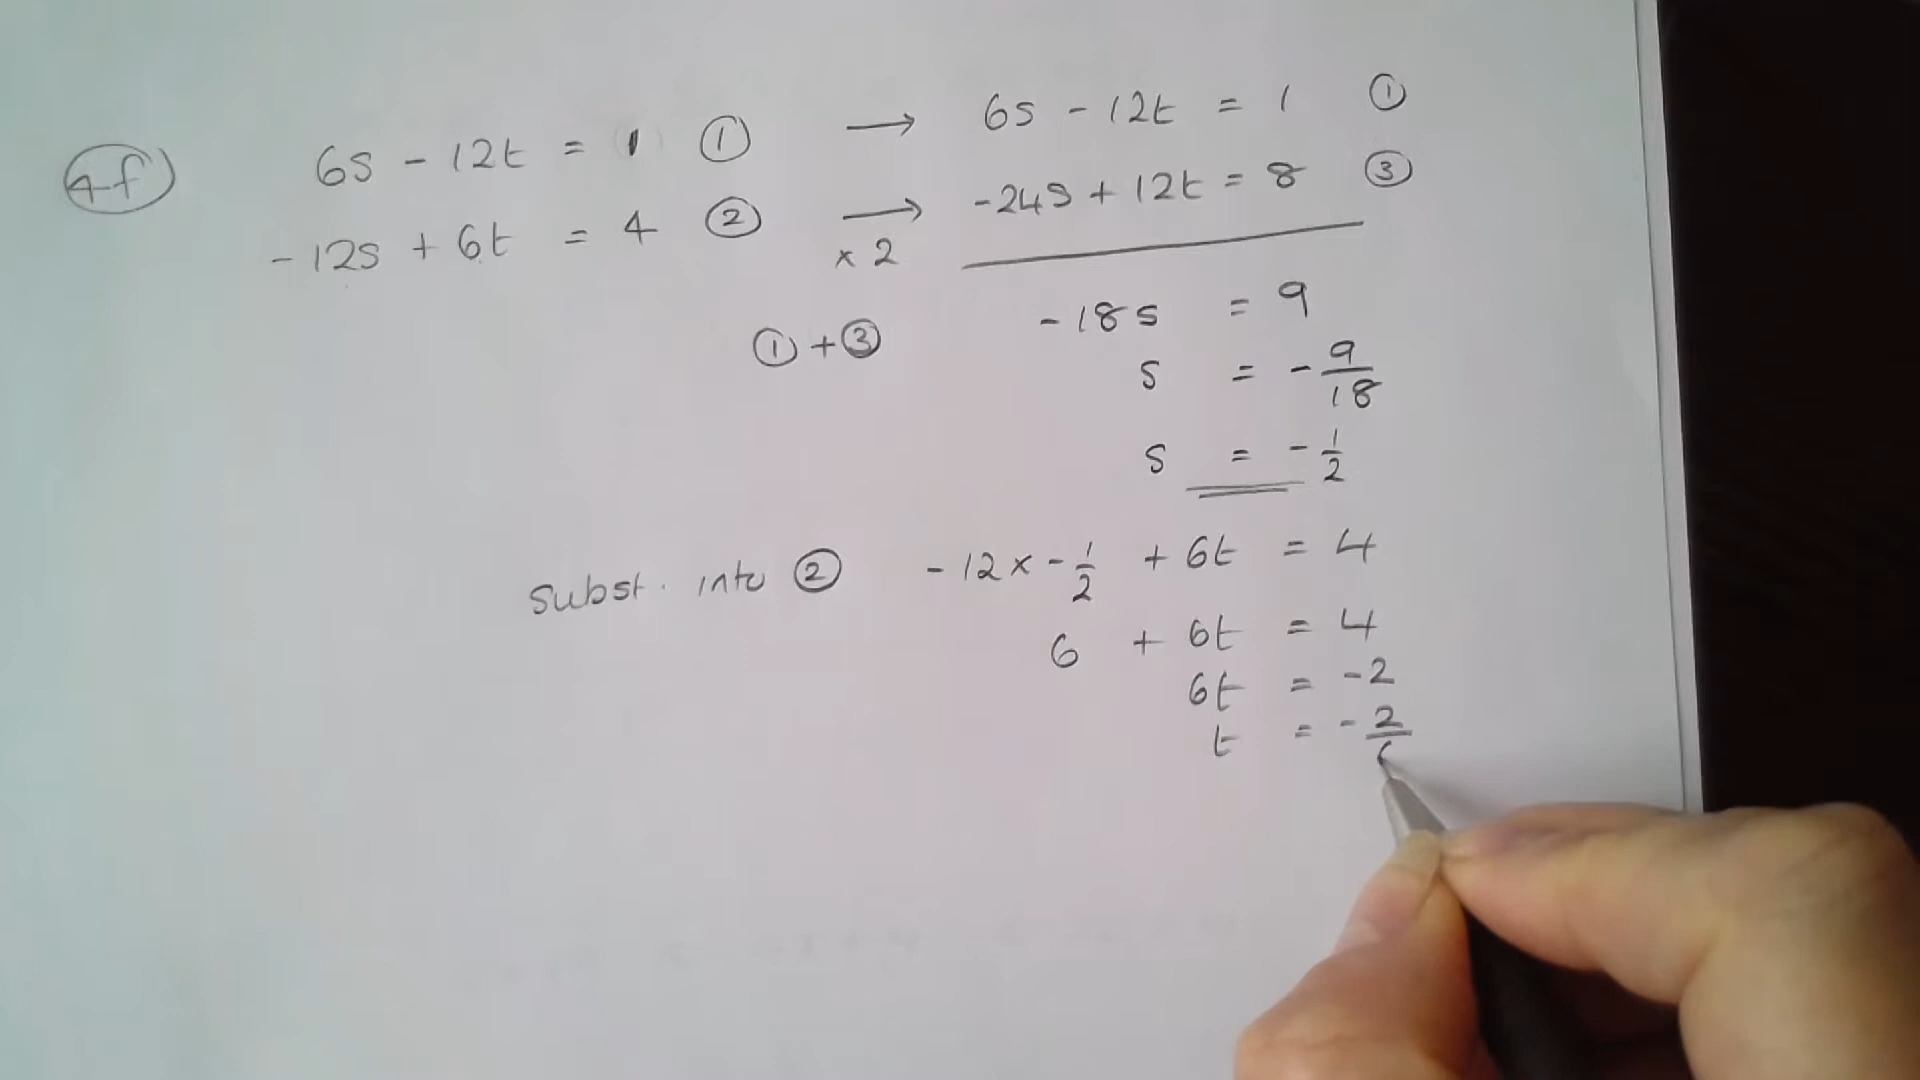 4f) 6s - 12t = 1 ① → 6s - 12t = 1 ①
-12s + 6t = 4 ② → × 2 -24s + 12t = 8 ③
① + ③ -18s = 9
s = -9/18
s = -1/2
Subst. into ② -12 × -1/2 + 6t = 4
6 + 6t = 4
6t = -2
t = -2/